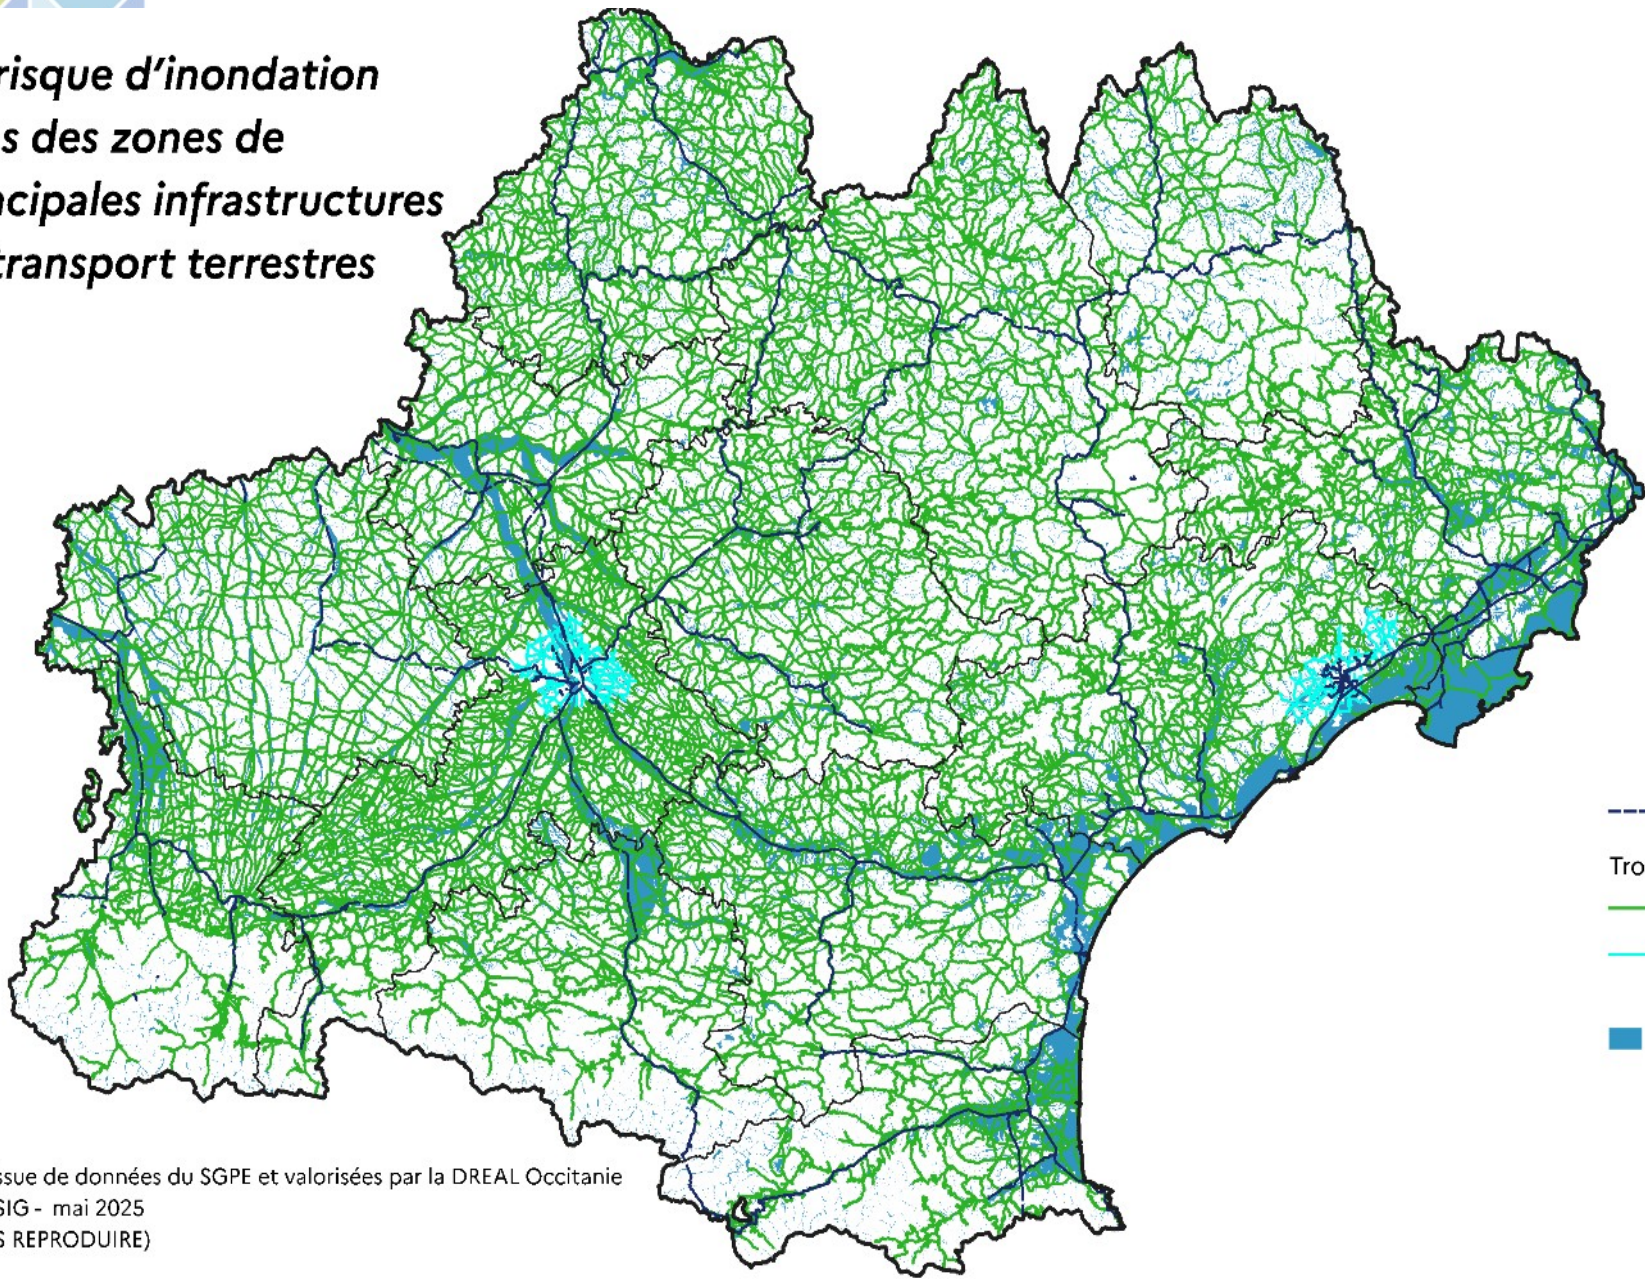 risque d'inondation
s des zones de
ncipales infrastructures
transport terrestres
Tro
ssue de données du SGPE et valorisées par la DREAL Occitanie
SIG - mai 2025
S REPRODUIRE)